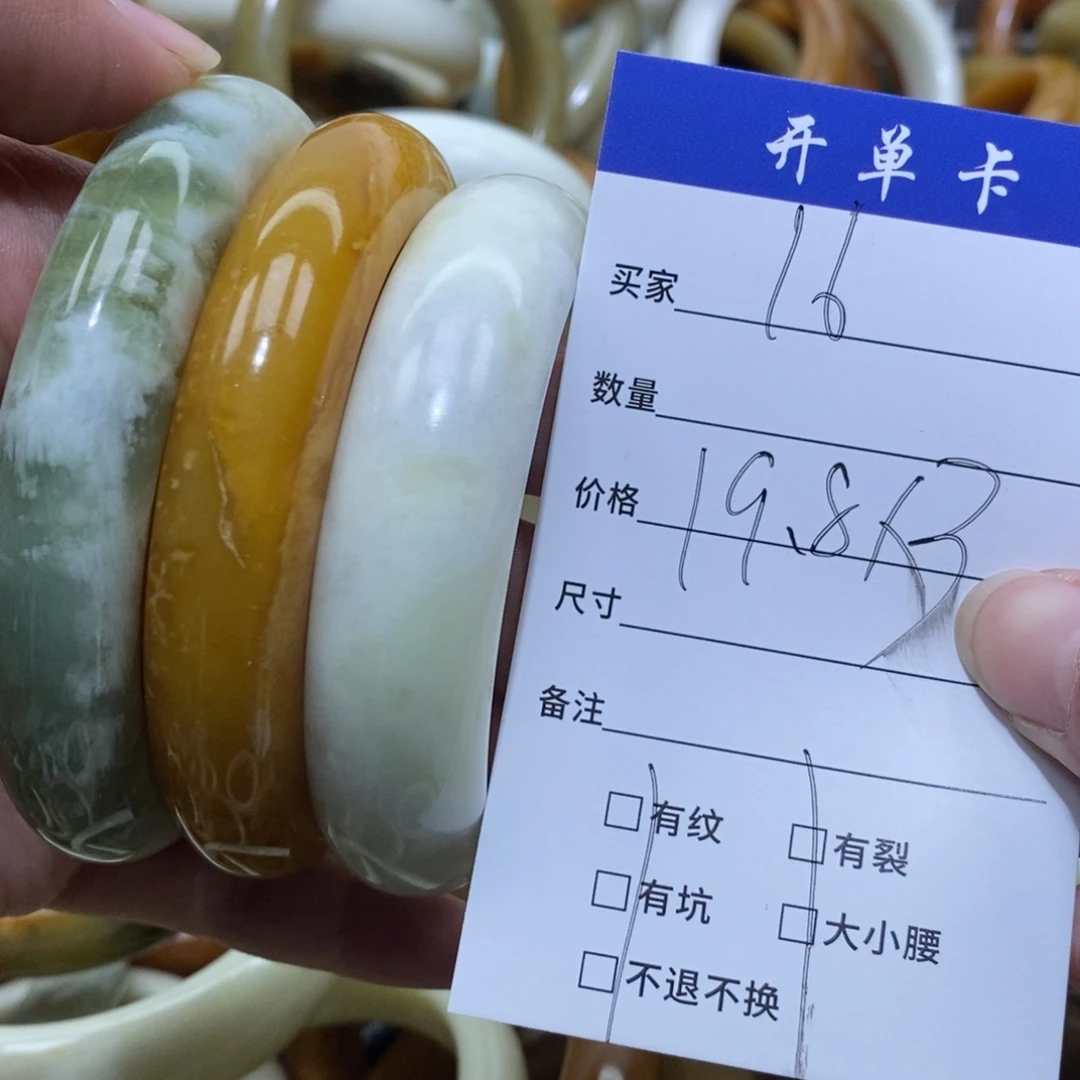 开单卡
买家 16
数量
价格 19.8
尺寸
备注
□有纹 □有裂
□有坑 □大小腰
□不退不换